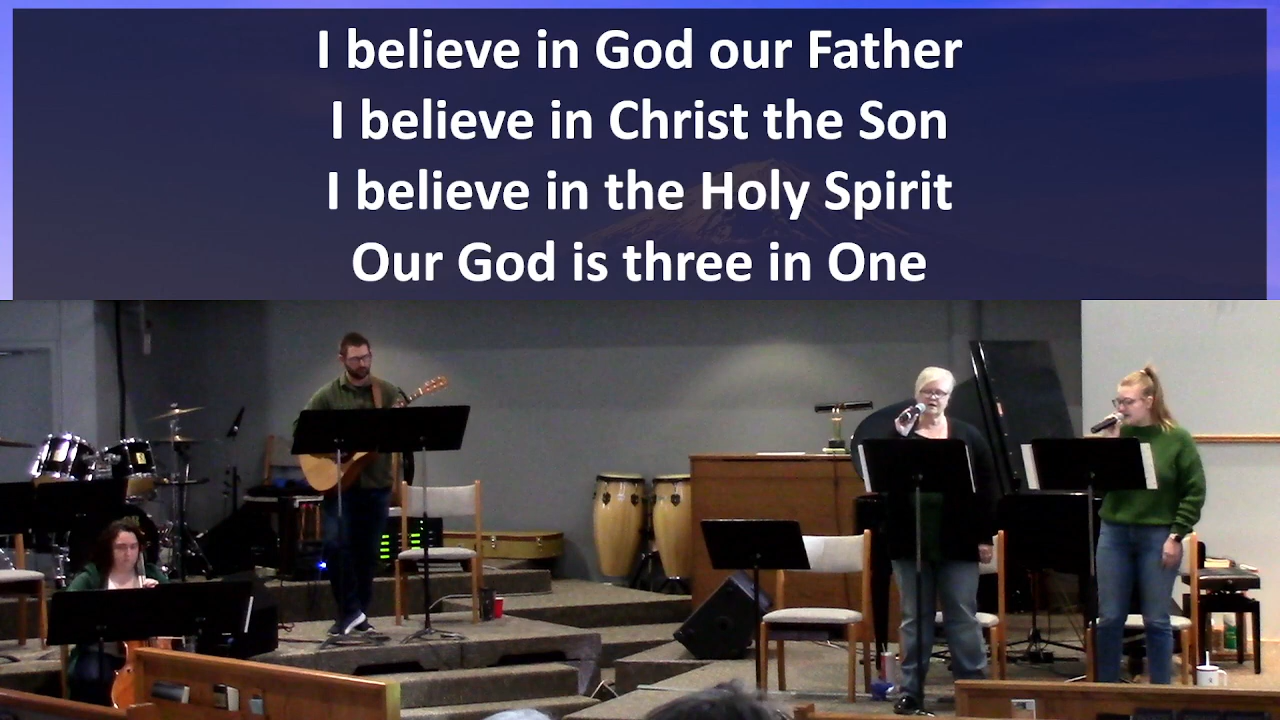 I believe in God our Father
I believe in Christ the Son
I believe in the Holy Spirit
Our God is three in One